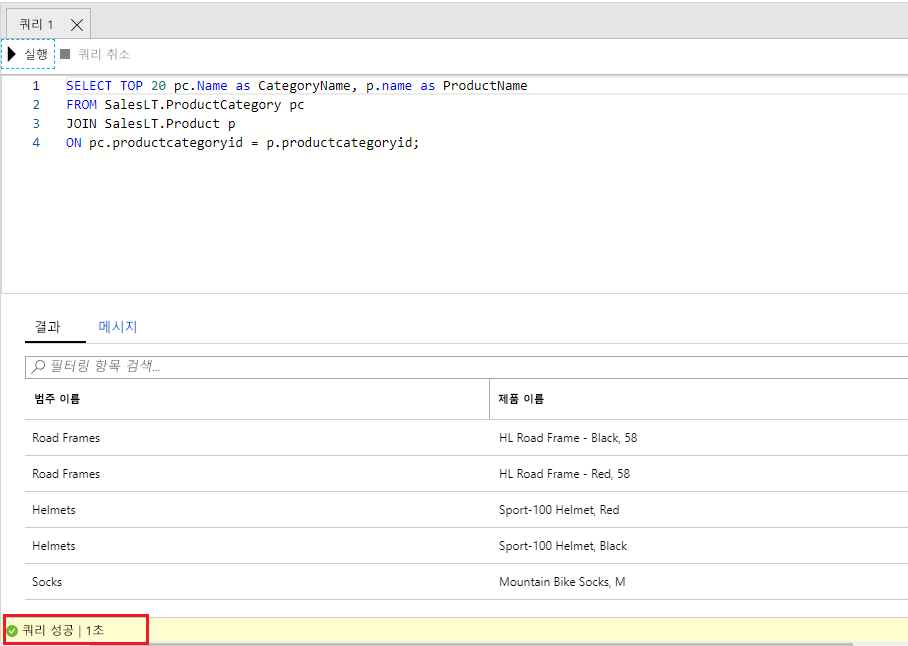 쿼리 1
실행 쿼리 취소
1 SELECT TOP 20 pc.Name as CategoryName, p.name as ProductName
2 FROM SalesLT.ProductCategory pc
3 JOIN SalesLT.Product p
4 ON pc.productcategoryid = p.productcategoryid;
결과 메시지
필터링 항목 검색...
범주 이름 제품 이름
Road Frames HL Road Frame - Black, 58
Road Frames HL Road Frame - Red, 58
Helmets Sport-100 Helmet, Red
Helmets Sport-100 Helmet, Black
Socks Mountain Bike Socks, M
쿼리 성공 | 1초